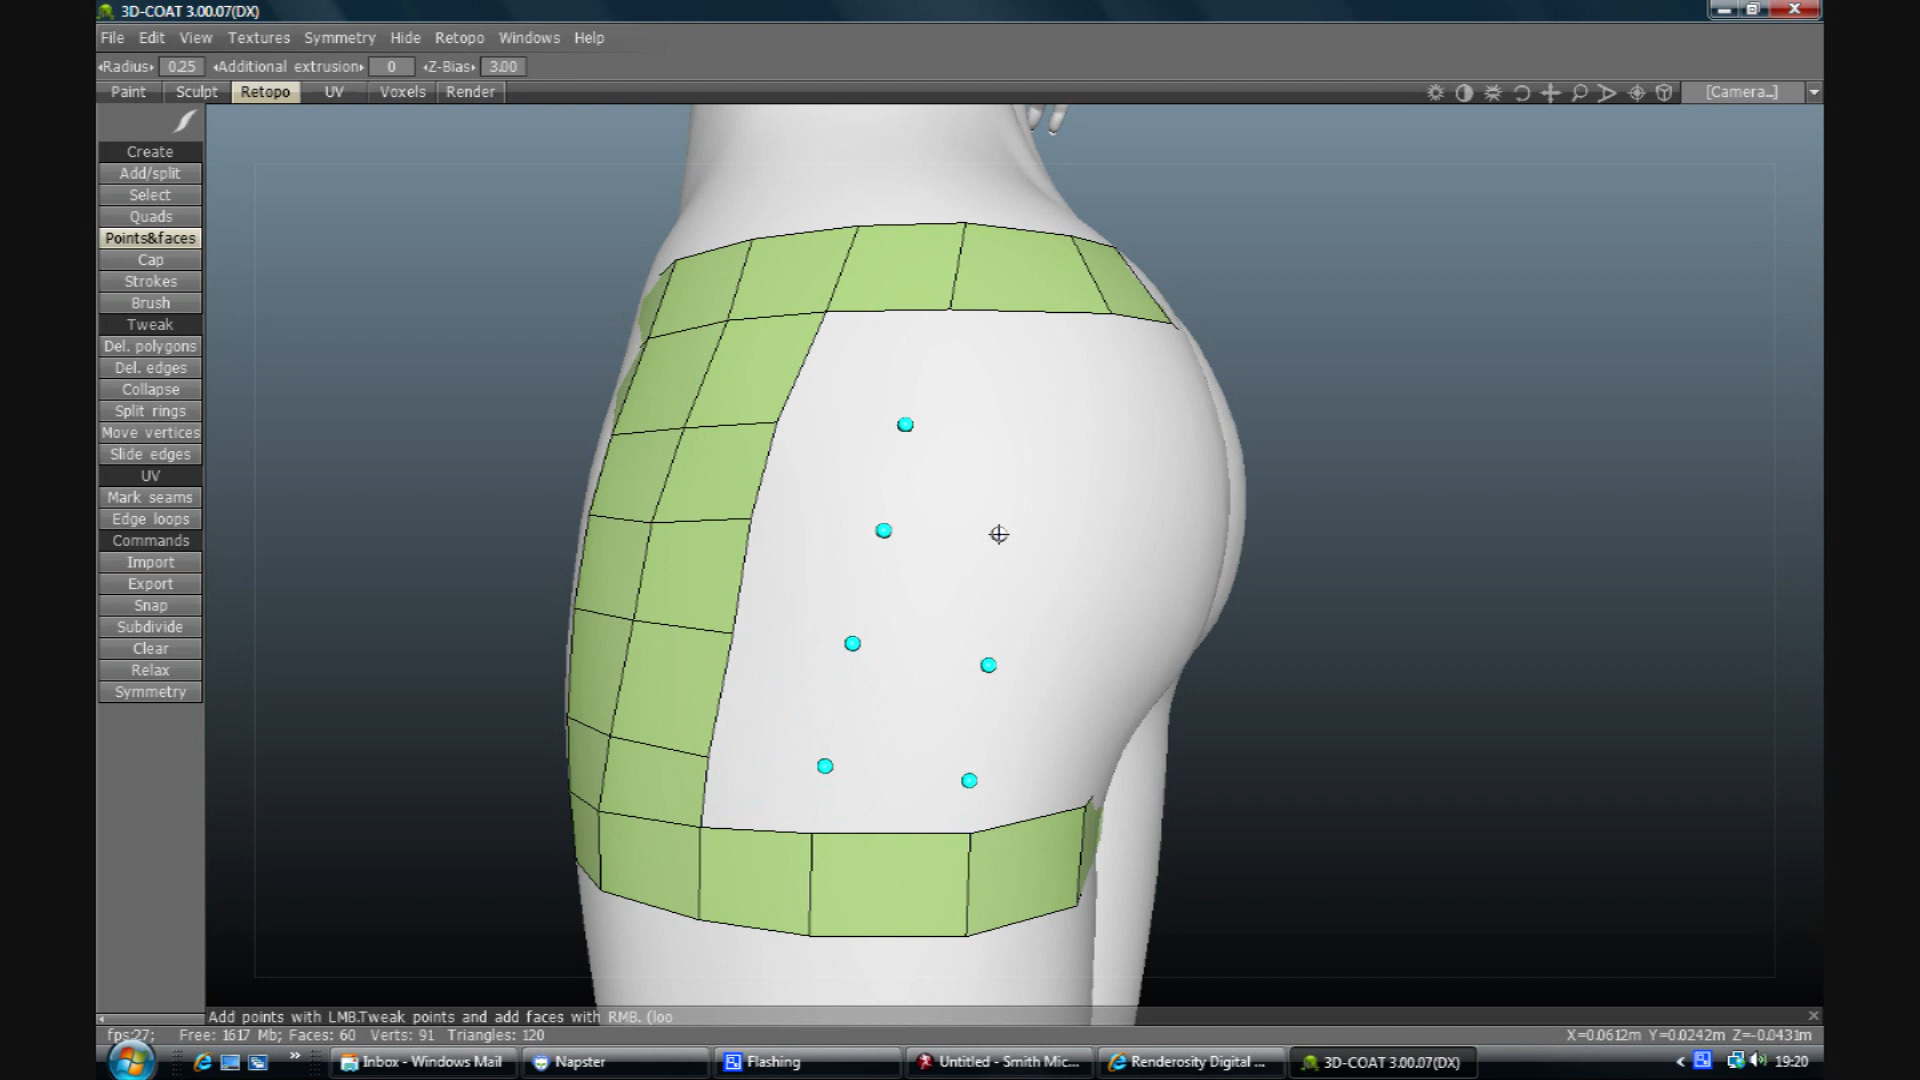 3D-COAT 3.00.07(DX)
File Edit View Textures Symmetry Hide Retopo Windows Help
Radius 0.25 Additional extrusion 0 Z-Bias 3.00
Paint Sculpt Retopo UV Voxels Render [Camera...]
Create
Add/split
Select
Quads
Points&faces
Cap
Strokes
Brush
Tweak
Del. polygons
Del. edges
Collapse
Split rings
Move vertices
Slide edges
UV
Mark seams
Edge loops
Commands
Import
Export
Snap
Subdivide
Clear
Relax
Symmetry
Add points with LMB.Tweak points and add faces with RMB. (loo
fps:27; Free: 1617 Mb; Faces: 60 Verts: 91 Triangles: 120 X=0.0612m Y=0.0242m Z=-0.0431m
Inbox - Windows Mail Napster Flashing Untitled - Smith Mic... Renderosity Digital ... 3D-COAT 3.00.07(DX) 19:20